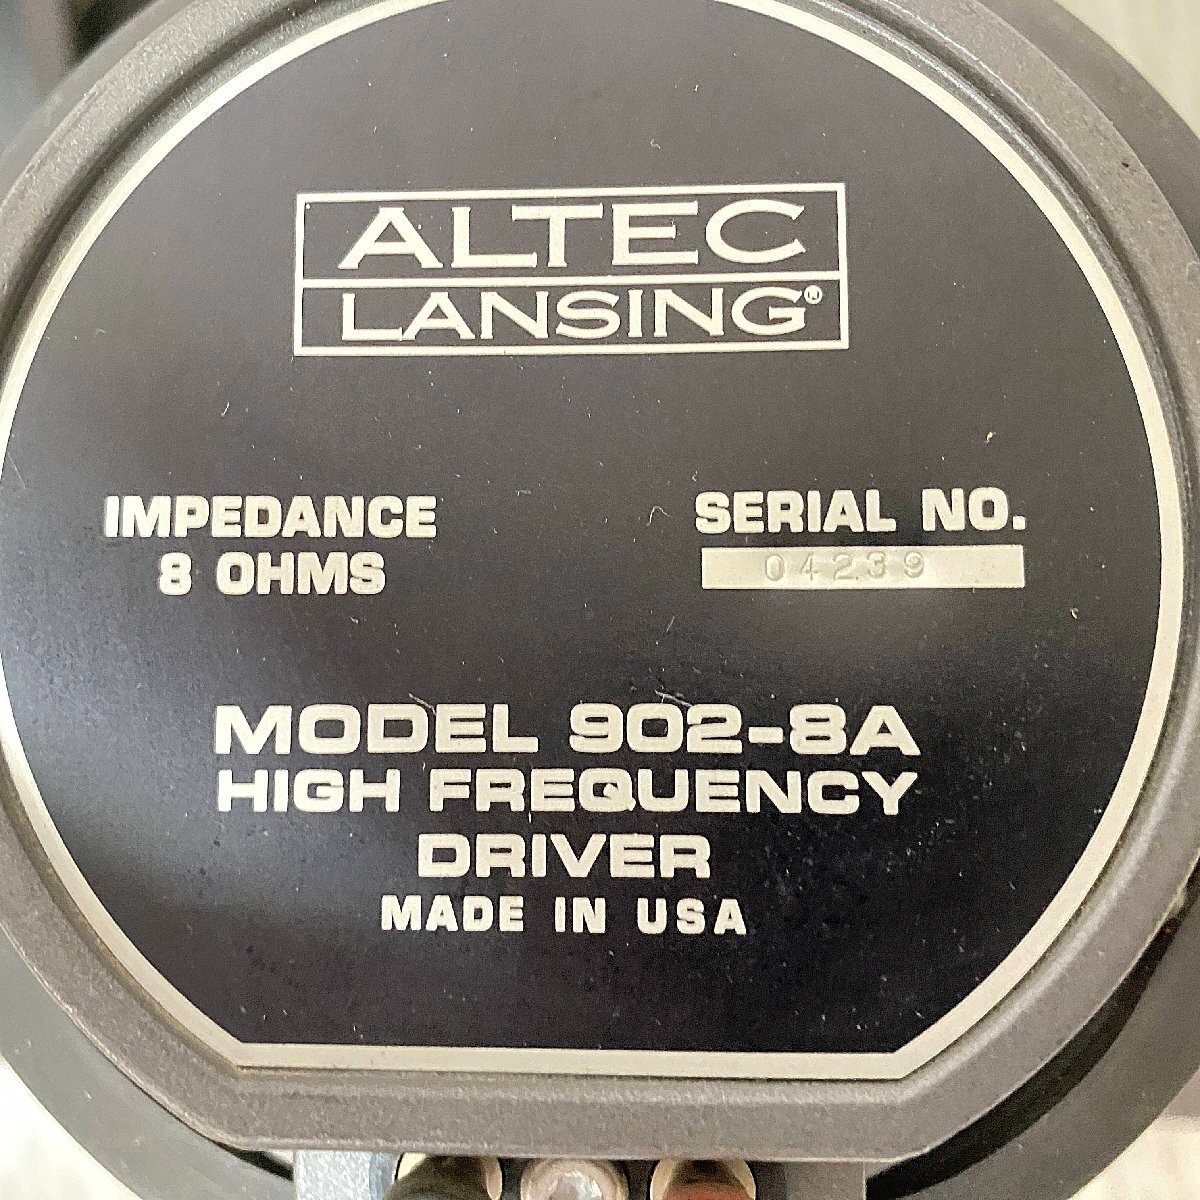 ALTEC
LANSING®
IMPEDANCE
8 OHMS
SERIAL NO.
04239
MODEL 902-8A
HIGH FREQUENCY
DRIVER
MADE IN USA